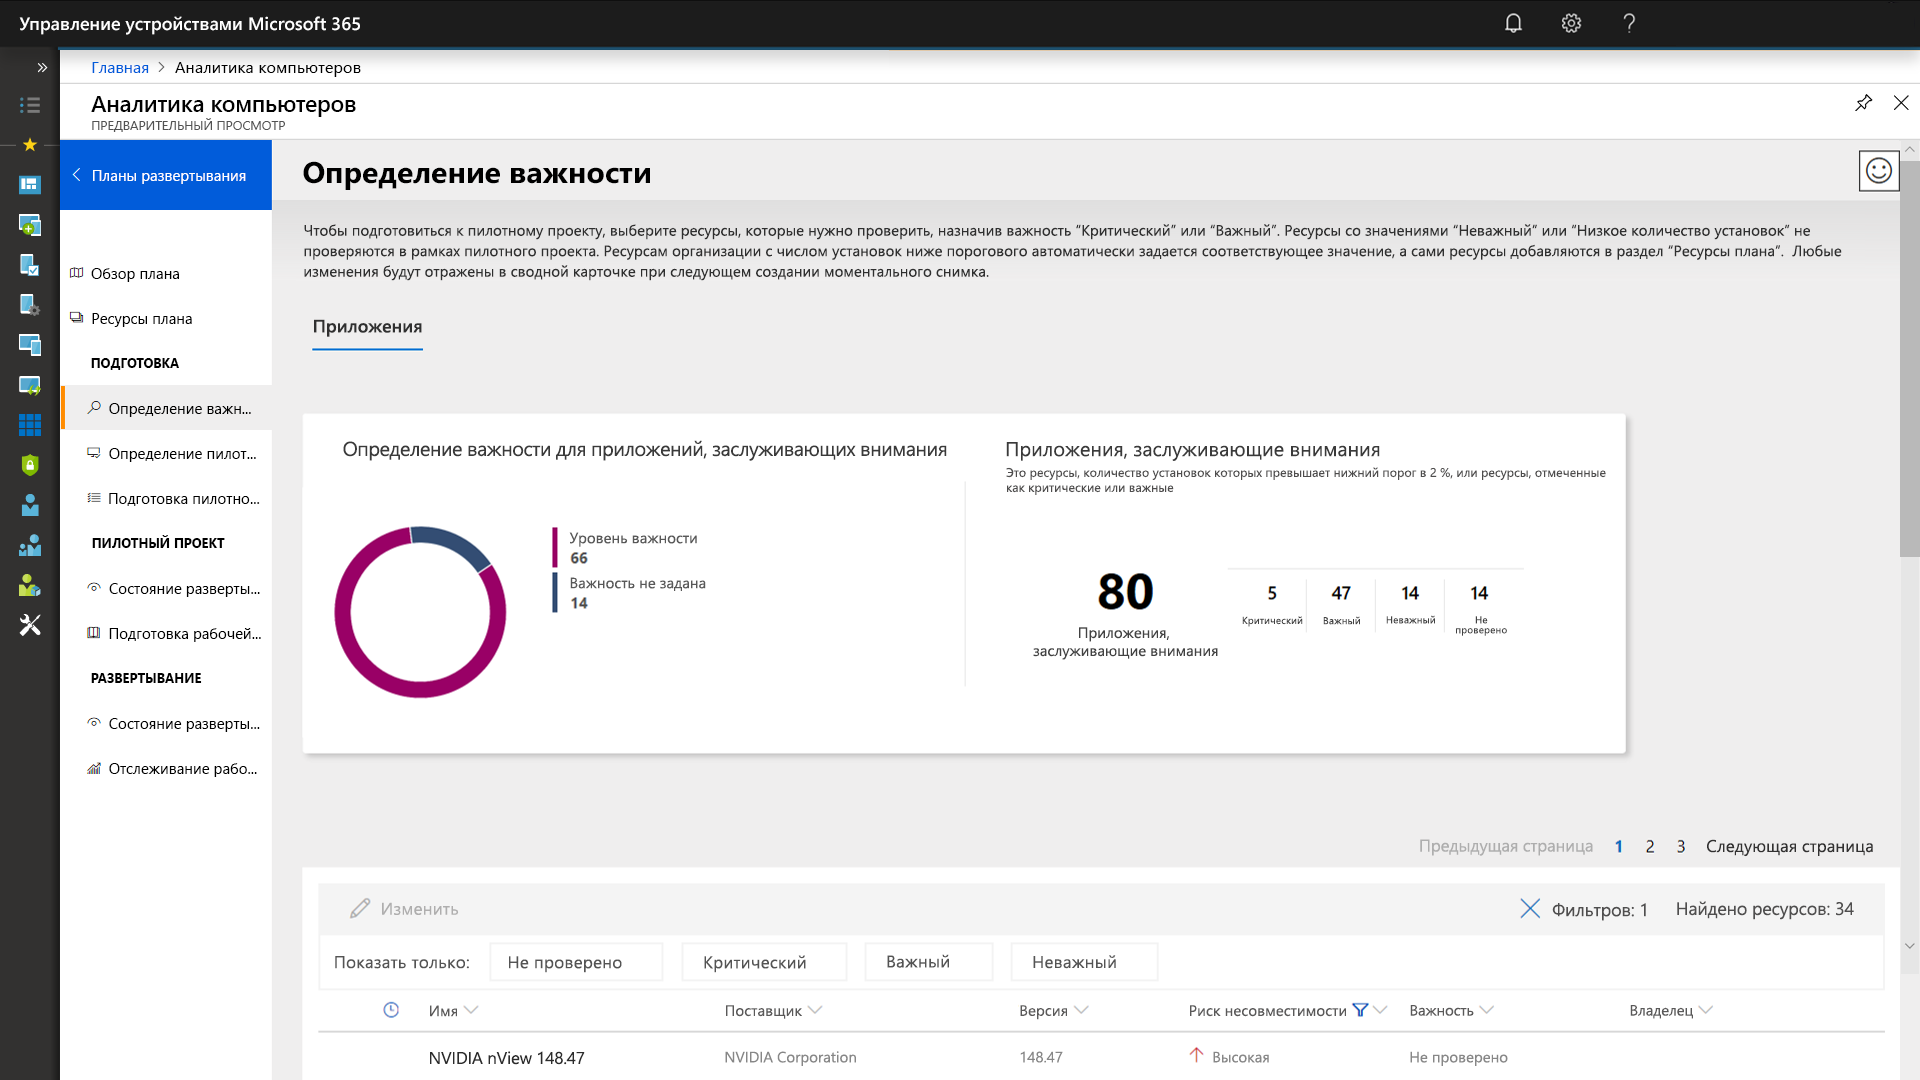 Управление устройствами Microsoft 365
Главная > Аналитика компьютеров
Аналитика компьютеров
ПРЕДВАРИТЕЛЬНЫЙ ПРОСМОТР
Планы развертывания
Обзор плана
Ресурсы плана
ПОДГОТОВКА
Определение важн...
Определение пилот...
Подготовка пилотно...
ПИЛОТНЫЙ ПРОЕКТ
Состояние разверты...
Подготовка рабочей...
РАЗВЕРТЫВАНИЕ
Состояние разверты...
Отслеживание рабо...
Определение важности
Чтобы подготовиться к пилотному проекту, выберите ресурсы, которые нужно проверить, назначив важность "Критический" или "Важный". Ресурсы со значениями "Неважный" или "Низкое количество установок" не
проверяются в рамках пилотного проекта. Ресурсам организации с числом установок ниже порогового автоматически задается соответствующее значение, а сами ресурсы добавляются в раздел "Ресурсы плана". Любые
изменения будут отражены в сводной карточке при следующем создании моментального снимка.
Приложения
Определение важности для приложений, заслуживающих внимания
Уровень важности
66
Важность не задана
14
Приложения, заслуживающие внимания
Это ресурсы, количество установок которых превышает нижний порог в 2 %, или ресурсы, отмеченные
как критические или важные
80
Приложения,
заслуживающие внимания
5 47 14 14
Критический Важный Неважный Не
проверено
Предыдущая страница 1 2 3 Следующая страница
Изменить Фильтров: 1 Найдено ресурсов: 34
Показать только: Не проверено Критический Важный Неважный
Имя Поставщик Версия Риск несовместимости Важность Владелец
NVIDIA nView 148.47 NVIDIA Corporation 148.47 Высокая Не проверено